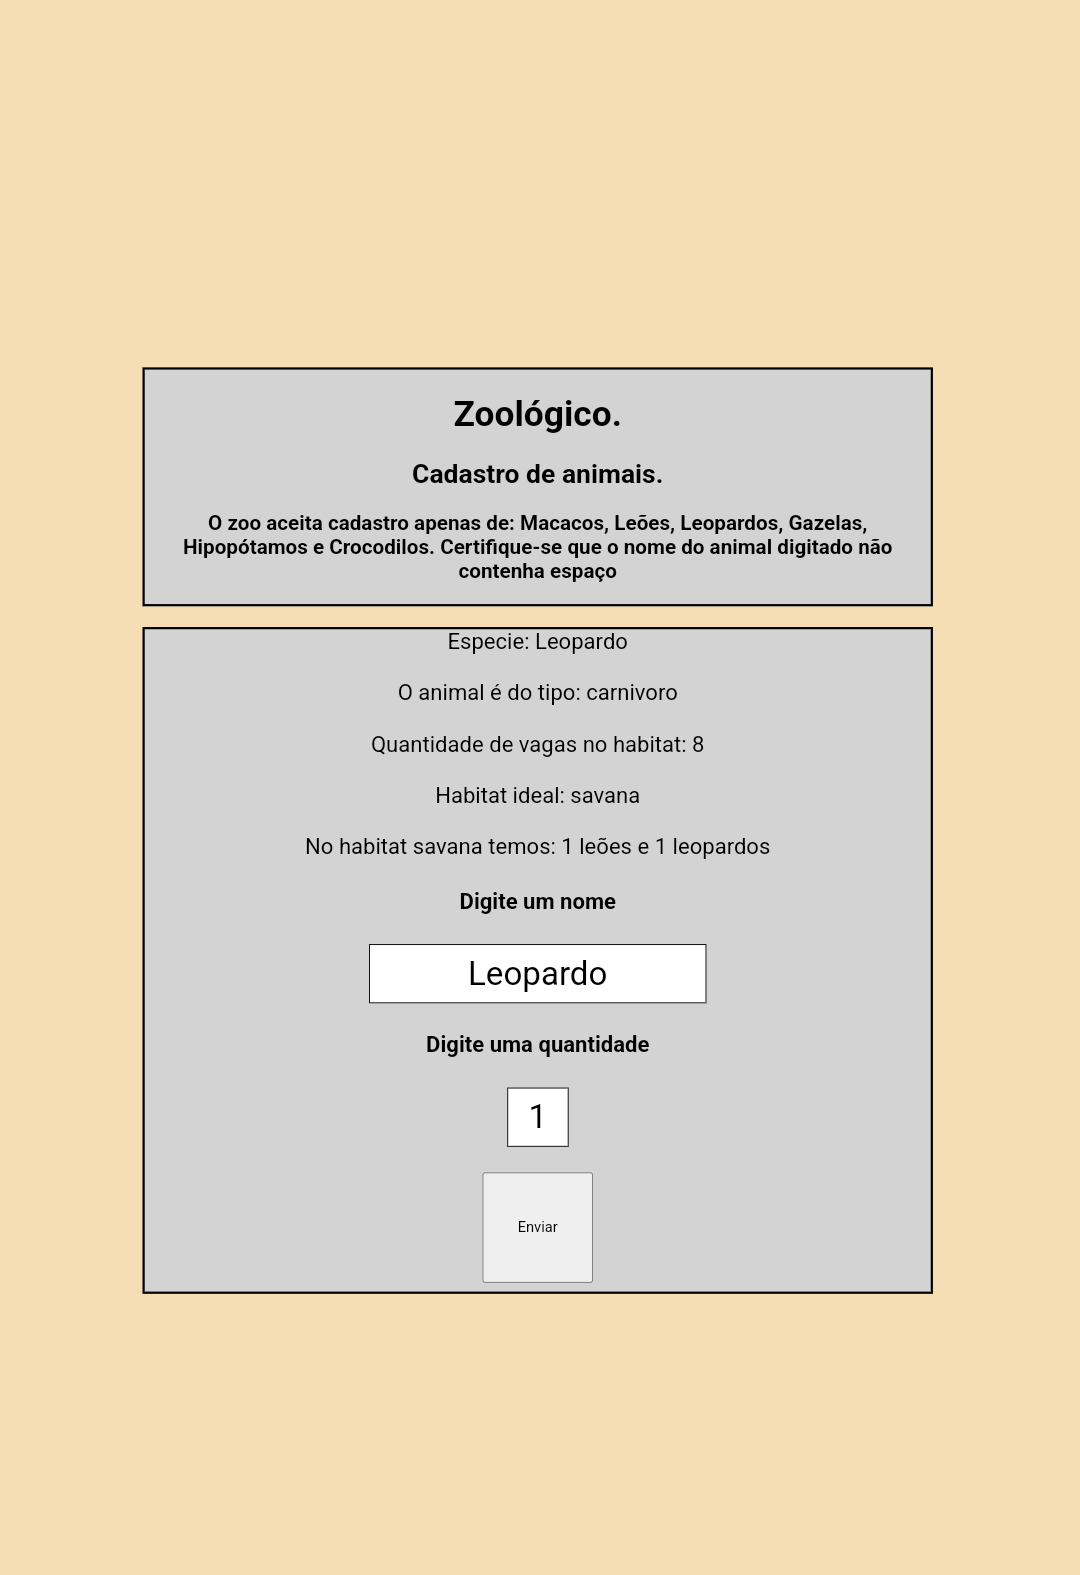 Zoológico.
Cadastro de animais.
O zoo aceita cadastro apenas de: Macacos, Leões, Leopardos, Gazelas,
Hipopótamos e Crocodilos. Certifique-se que o nome do animal digitado não
contenha espaço
Especie: Leopardo
O animal é do tipo: carnivoro
Quantidade de vagas no habitat: 8
Habitat ideal: savana
No habitat savana temos: 1 leões e 1 leopardos
Digite um nome
Leopardo
Digite uma quantidade
1
Enviar